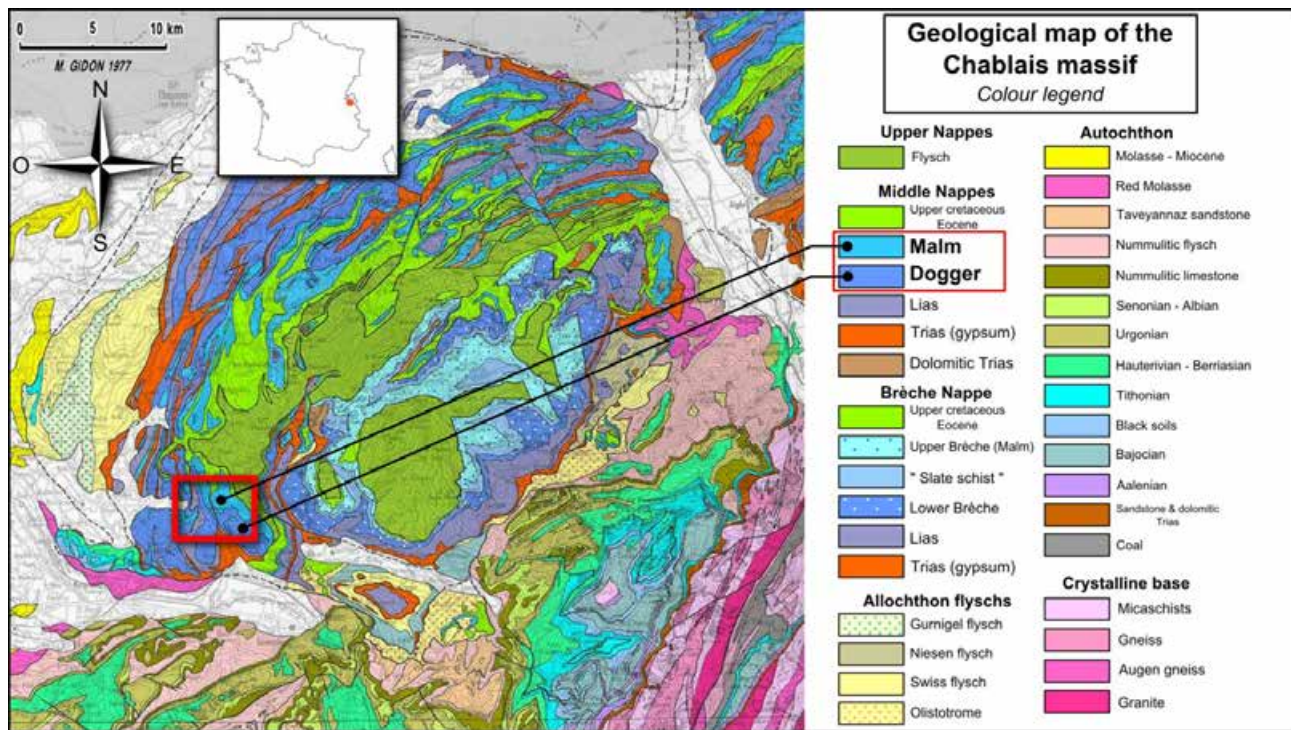 0 5 10 km
M. GIDON 1977
N
O
E
S
Geological map of the
Chablais massif
Colour legend
Upper Nappes
Flysch
Middle Nappes
Upper cretaceous
Eocene
Malm
Dogger
Lias
Trias (gypsum)
Dolomitic Trias
Brèche Nappe
Upper cretaceous
Eocene
Upper Brèche (Malm)
" Slate schist "
Lower Brèche
Lias
Trias (gypsum)
Allochthon flyschs
Gurnigel flysch
Niesen flysch
Swiss flysch
Olistotrome
Autochthon
Molasse - Miocene
Red Molasse
Taveyannaz sandstone
Nummulitic flysch
Nummulitic limestone
Senonian - Albian
Urgonian
Hauterivian - Berriasian
Tithonian
Black soils
Bajocian
Aalenian
Sandstone & dolomitic
Trias
Coal
Crystalline base
Micaschists
Gneiss
Augen gneiss
Granite